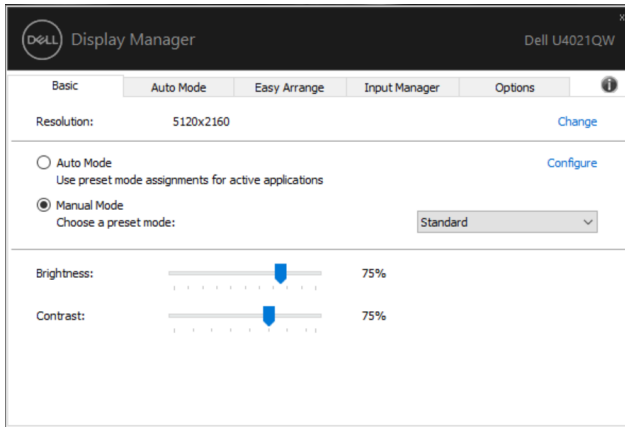 x
DELL Display Manager Dell U4021QW
Basic Auto Mode Easy Arrange Input Manager Options i
Resolution: 5120x2160 Change
Auto Mode Configure
Use preset mode assignments for active applications
Manual Mode
Choose a preset mode: Standard
Brightness: 75%
Contrast: 75%